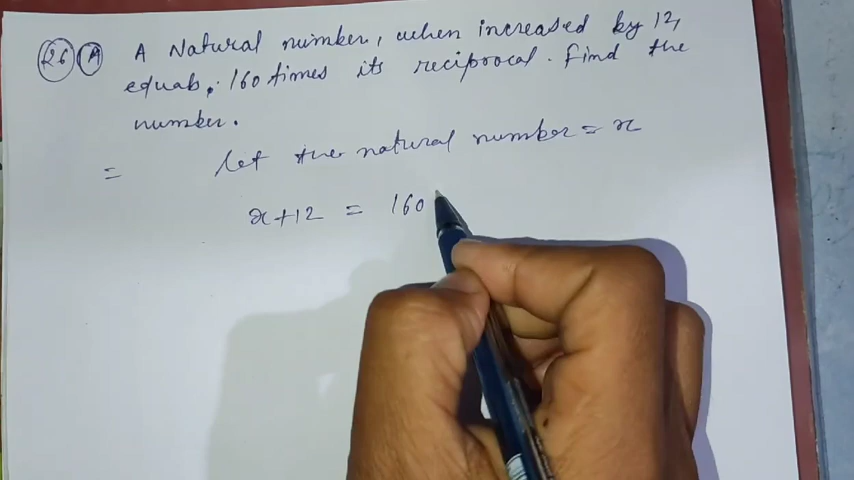 26 A A Natural number, when increased by 12,
equals, 160 times its reciprocal. find the
number.
= Let the natural number = x
x+12 = 160